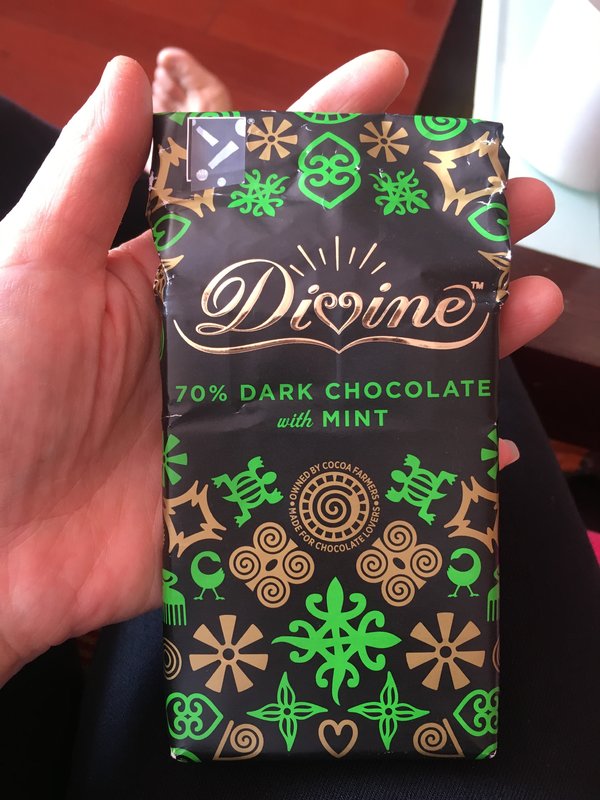 Divine™
70% DARK CHOCOLATE
with MINT
OWNED BY COCOA FARMERS
MADE FOR CHOCOLATE LOVERS